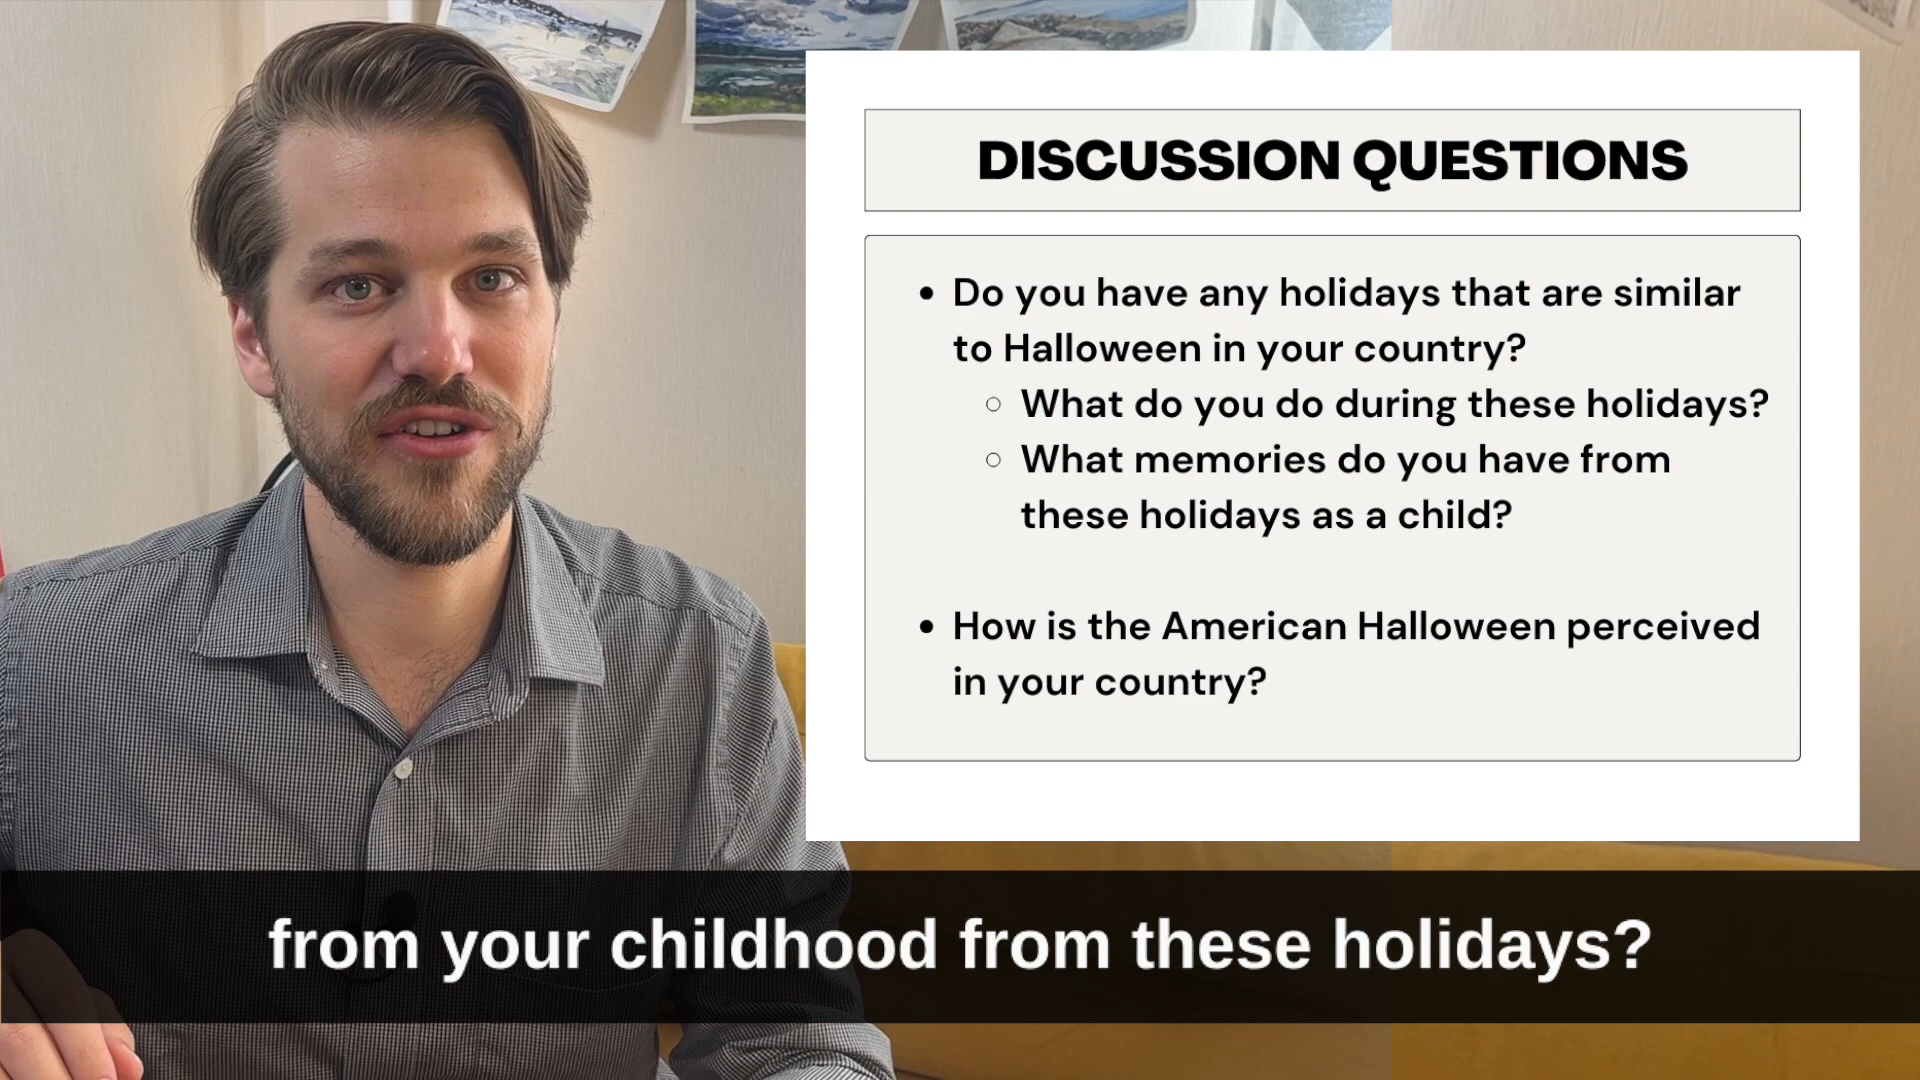 DISCUSSION QUESTIONS
• Do you have any holidays that are similar
to Halloween in your country?
○ What do you do during these holidays?
○ What memories do you have from
these holidays as a child?
• How is the American Halloween perceived
in your country?
from your childhood from these holidays?